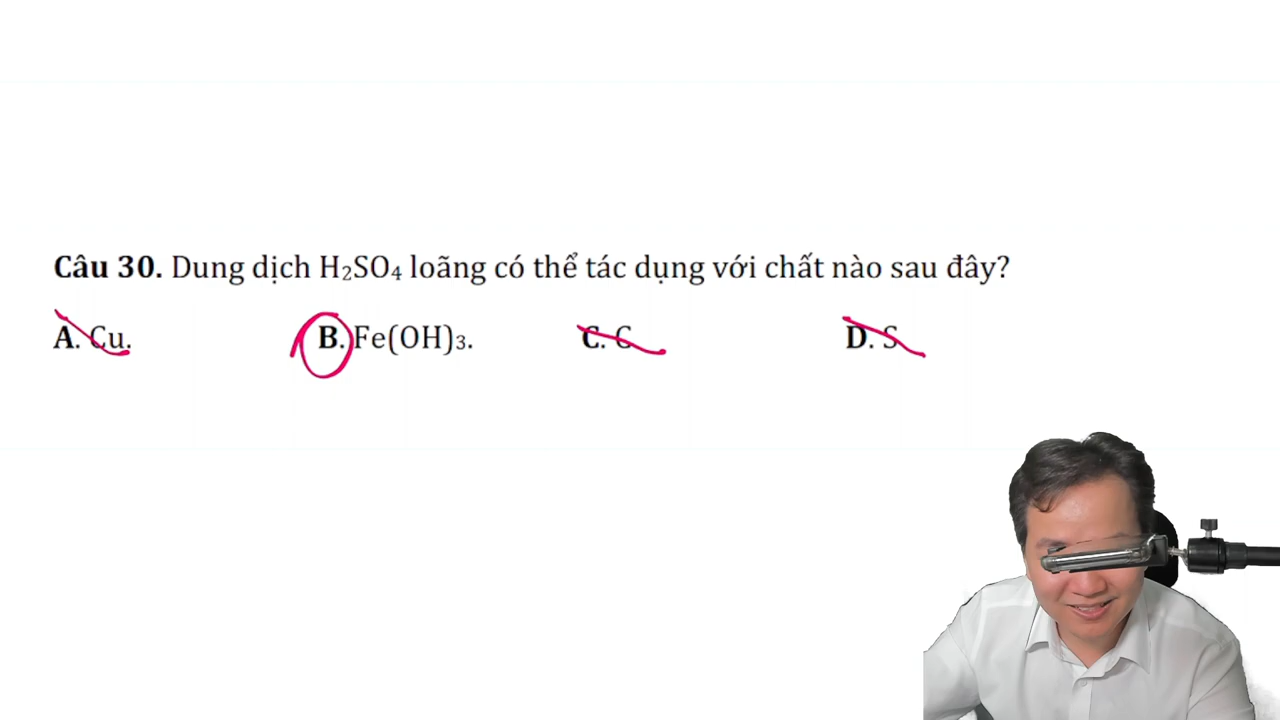 Câu 30. Dung dịch H₂SO₄ loãng có thể tác dụng với chất nào sau đây?
A. Cu. B. Fe(OH)₃. C. C D. S